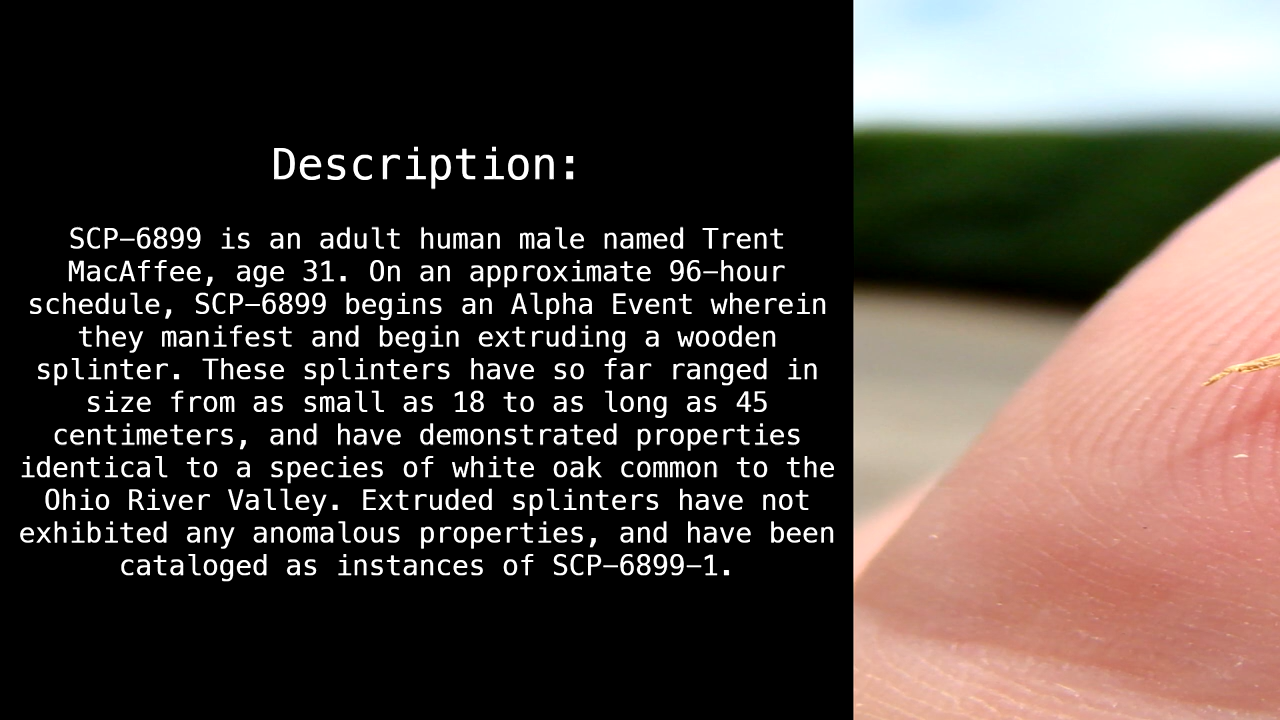 Description:
SCP–6899 is an adult human male named Trent
MacAffee, age 31. On an approximate 96–hour
schedule, SCP–6899 begins an Alpha Event wherein
they manifest and begin extruding a wooden
splinter. These splinters have so far ranged in
size from as small as 18 to as long as 45
centimeters, and have demonstrated properties
identical to a species of white oak common to the
Ohio River Valley. Extruded splinters have not
exhibited any anomalous properties, and have been
cataloged as instances of SCP–6899–1.